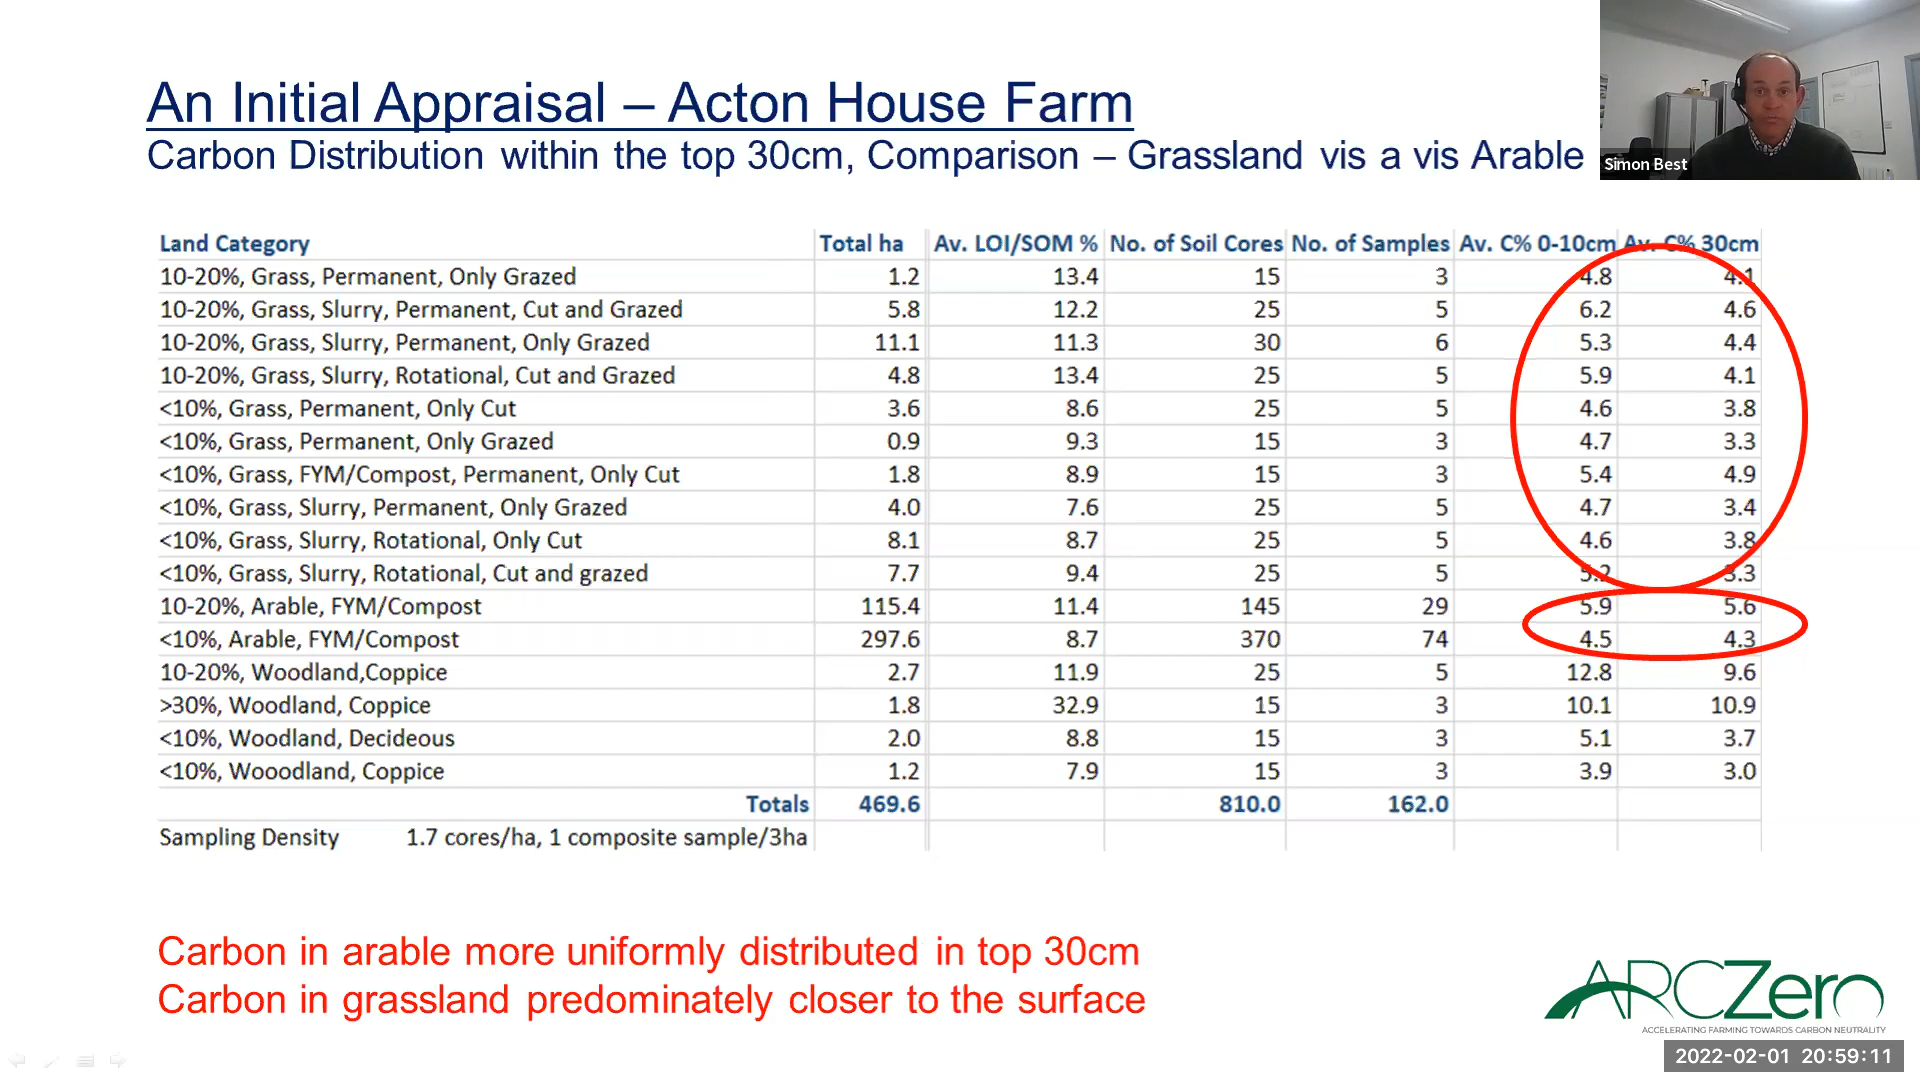 An Initial Appraisal – Acton House Farm
Carbon Distribution within the top 30cm, Comparison – Grassland vis a vis Arable
Simon Best
Land Category Total ha Av. LOI/SOM % No. of Soil Cores No. of Samples Av. C% 0-10cm Av. C% 30cm
10-20%, Grass, Permanent, Only Grazed 1.2 13.4 15 3 4.8 4.1
10-20%, Grass, Slurry, Permanent, Cut and Grazed 5.8 12.2 25 5 6.2 4.6
10-20%, Grass, Slurry, Permanent, Only Grazed 11.1 11.3 30 6 5.3 4.4
10-20%, Grass, Slurry, Rotational, Cut and Grazed 4.8 13.4 25 5 5.9 4.1
<10%, Grass, Permanent, Only Cut 3.6 8.6 25 5 4.6 3.8
<10%, Grass, Permanent, Only Grazed 0.9 9.3 15 3 4.7 3.3
<10%, Grass, FYM/Compost, Permanent, Only Cut 1.8 8.9 15 3 5.4 4.9
<10%, Grass, Slurry, Permanent, Only Grazed 4.0 7.6 25 5 4.7 3.4
<10%, Grass, Slurry, Rotational, Only Cut 8.1 8.7 25 5 4.6 3.8
<10%, Grass, Slurry, Rotational, Cut and grazed 7.7 9.4 25 5 5.2 3.3
10-20%, Arable, FYM/Compost 115.4 11.4 145 29 5.9 5.6
<10%, Arable, FYM/Compost 297.6 8.7 370 74 4.5 4.3
10-20%, Woodland,Coppice 2.7 11.9 25 5 12.8 9.6
>30%, Woodland, Coppice 1.8 32.9 15 3 10.1 10.9
<10%, Woodland, Decideous 2.0 8.8 15 3 5.1 3.7
<10%, Wooodland, Coppice 1.2 7.9 15 3 3.9 3.0
Totals 469.6 810.0 162.0
Sampling Density 1.7 cores/ha, 1 composite sample/3ha
Carbon in arable more uniformly distributed in top 30cm
Carbon in grassland predominately closer to the surface
ARCZero
ACCELERATING FARMING TOWARDS CARBON NEUTRALITY
2022-02-01 20:59:11